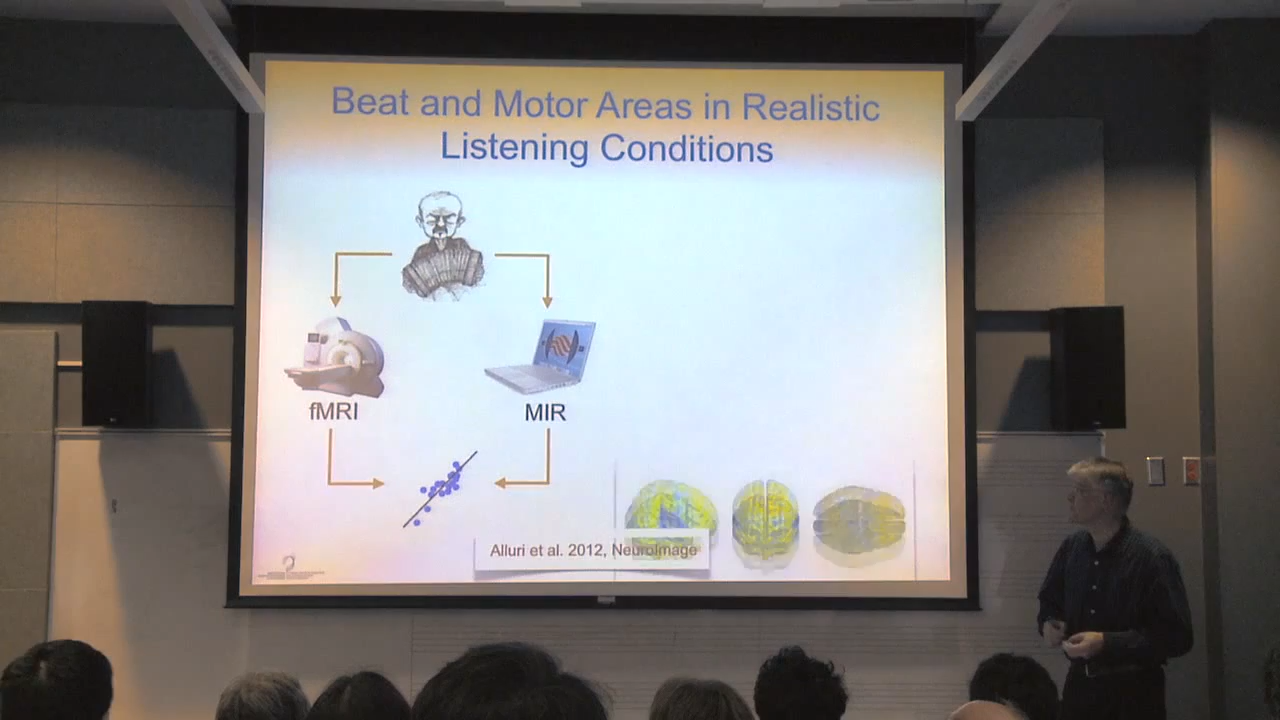 Beat and Motor Areas in Realistic
Listening Conditions
fMRI
MIR
Alluri et al. 2012, NeuroImage